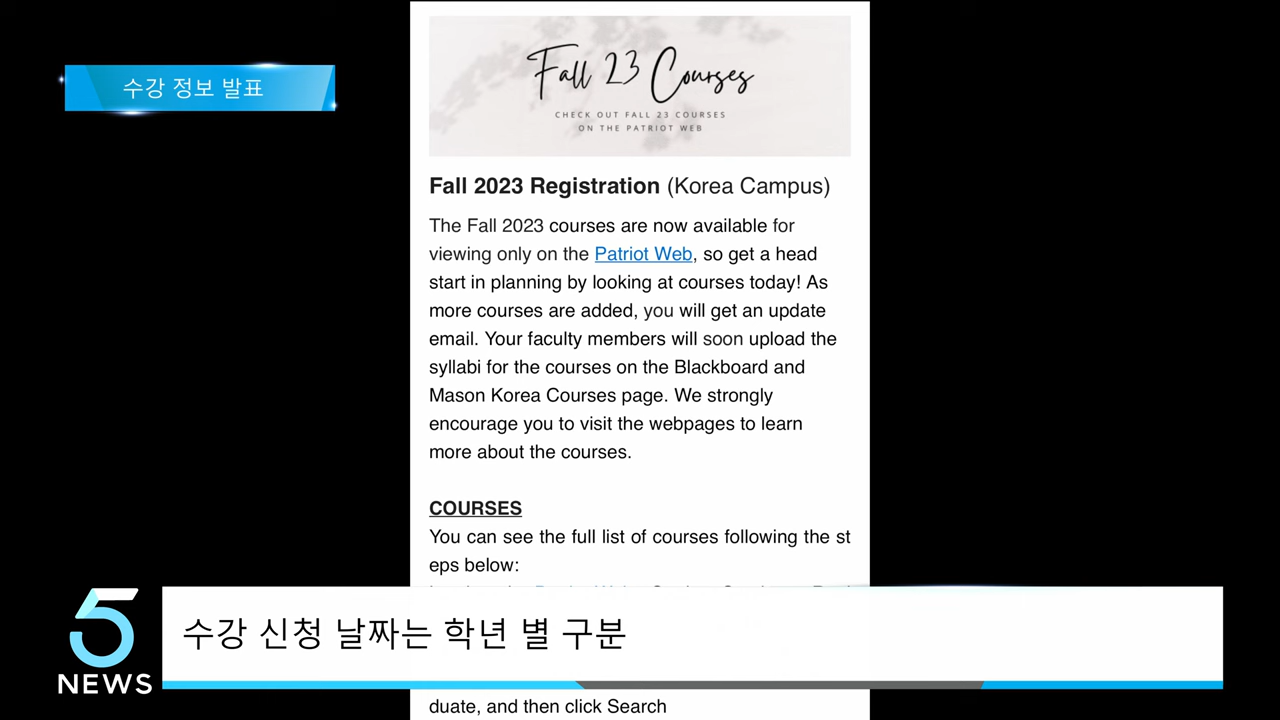 수강 정보 발표
Fall 23 Courses
CHECK OUT FALL 23 COURSES
ON THE PATRIOT WEB
Fall 2023 Registration (Korea Campus)
The Fall 2023 courses are now available for
viewing only on the Patriot Web, so get a head
start in planning by looking at courses today! As
more courses are added, you will get an update
email. Your faculty members will soon upload the
syllabi for the courses on the Blackboard and
Mason Korea Courses page. We strongly
encourage you to visit the webpages to learn
more about the courses.
COURSES
You can see the full list of courses following the st
eps below:
5
NEWS
수강 신청 날짜는 학년 별 구분
duate, and then click Search